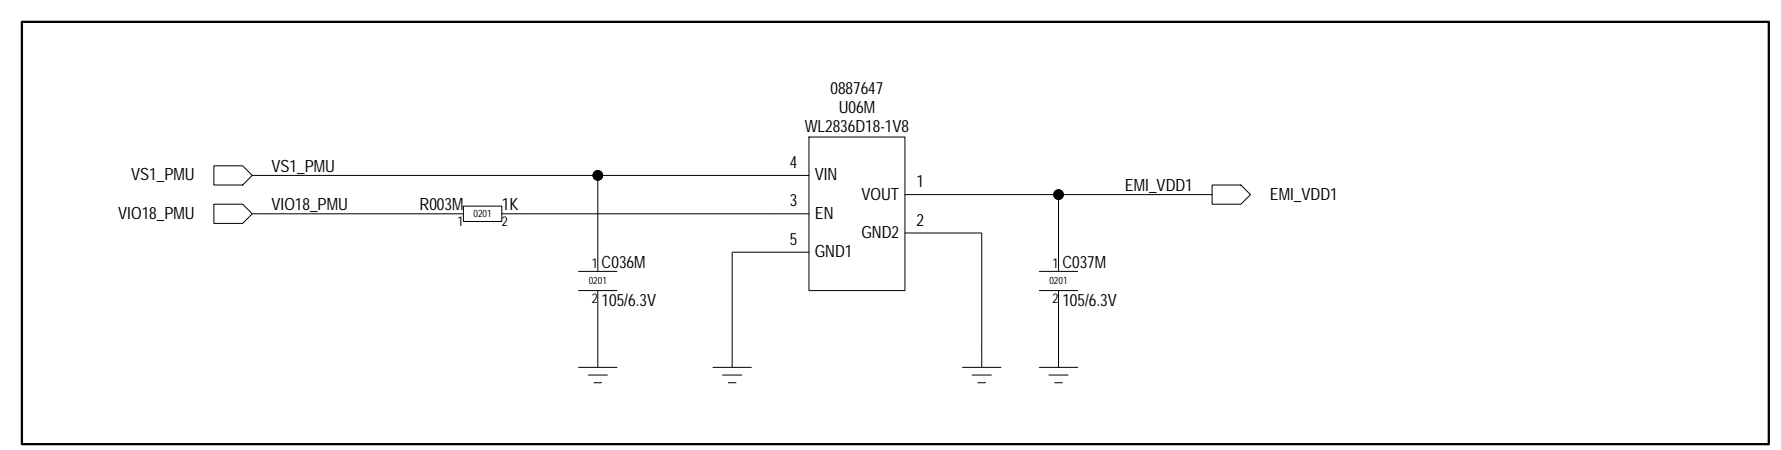 0887647
U06M
WL2836D18-1V8
VS1_PMU
VS1_PMU
4
VIN
VIO18_PMU
VIO18_PMU
R003M
1K
0201
1
2
3
EN
VOUT
1
EMI_VDD1
EMI_VDD1
5
GND1
GND2
2
1
C036M
0201
2
105/6.3V
1
C037M
0201
2
105/6.3V